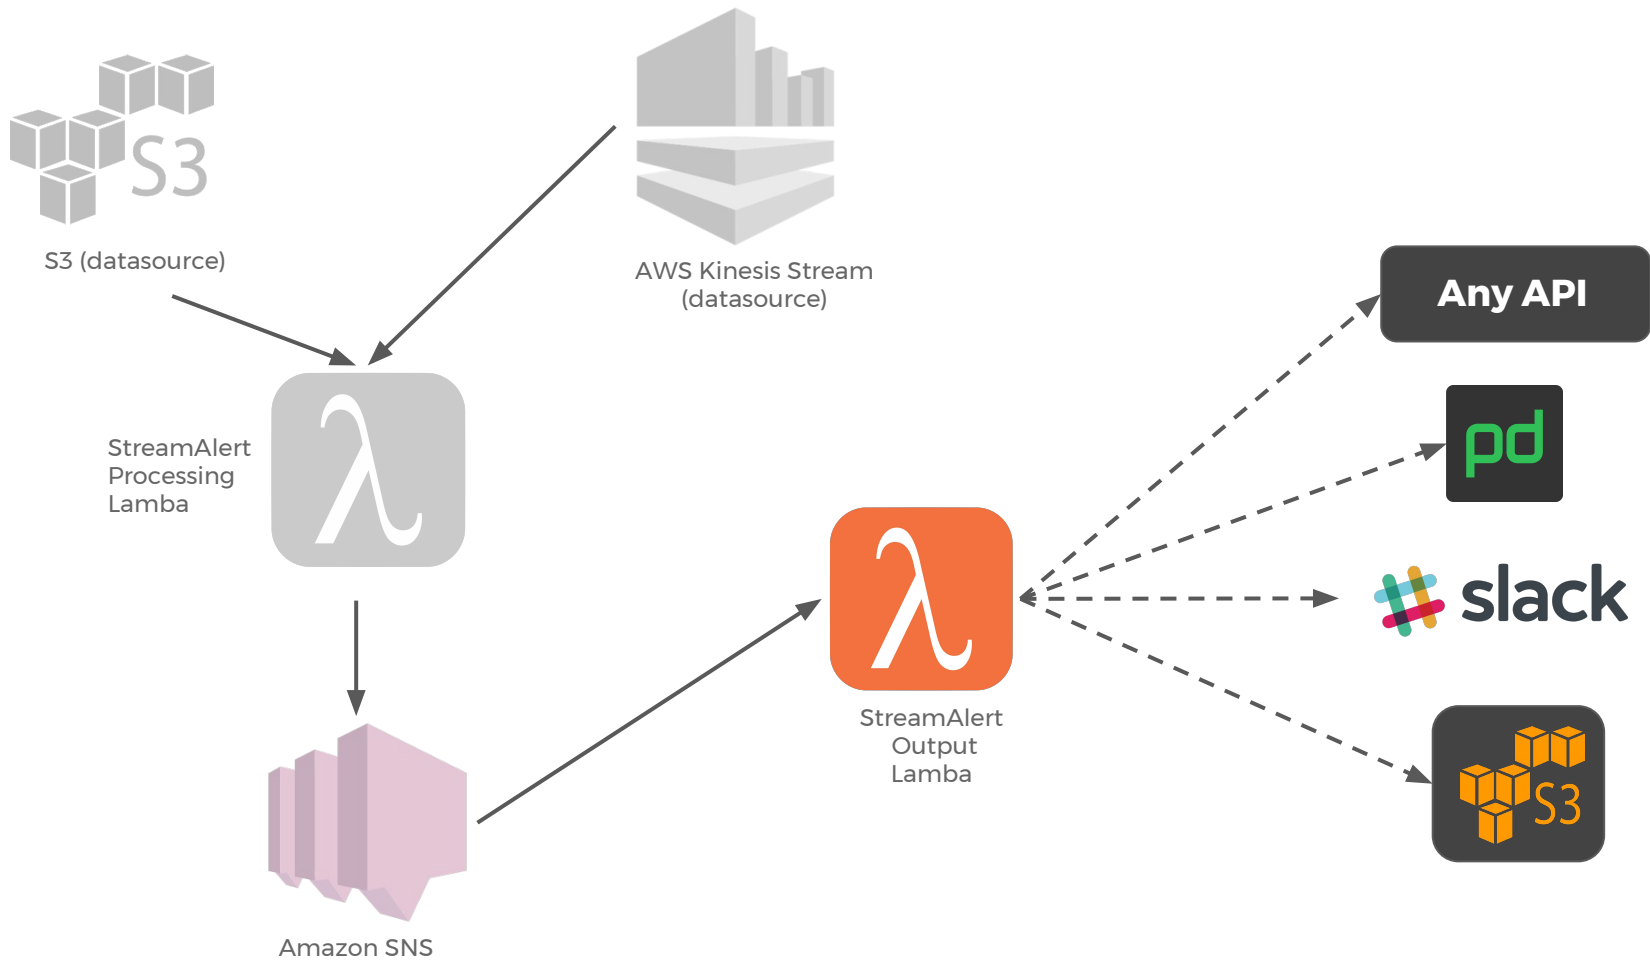 S3
S3 (datasource)
AWS Kinesis Stream
(datasource)
Any API
pd
StreamAlert
Processing
Lamba
λ
λ
slack
StreamAlert
Output
Lamba
S3
Amazon SNS